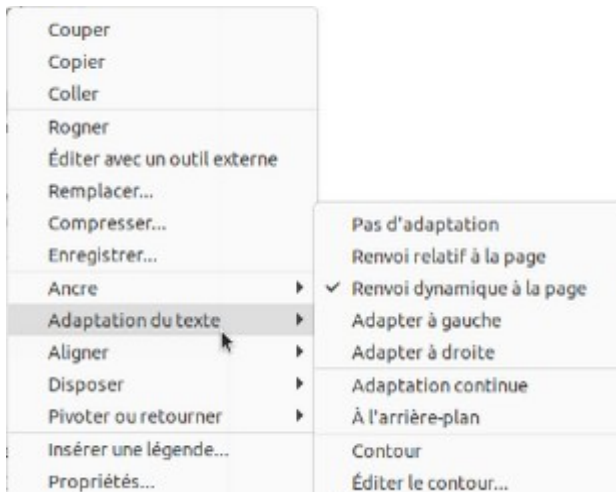 Couper
Copier
Coller
Rogner
Éditer avec un outil externe
Remplacer...
Compresser...
Enregistrer...
Ancre
Adaptation du texte
Aligner
Disposer
Pivoter ou retourner
Insérer une légende...
Propriétés...
Pas d'adaptation
Renvoi relatif à la page
Renvoi dynamique à la page
Adapter à gauche
Adapter à droite
Adaptation continue
À l'arrière-plan
Contour
Éditer le contour...